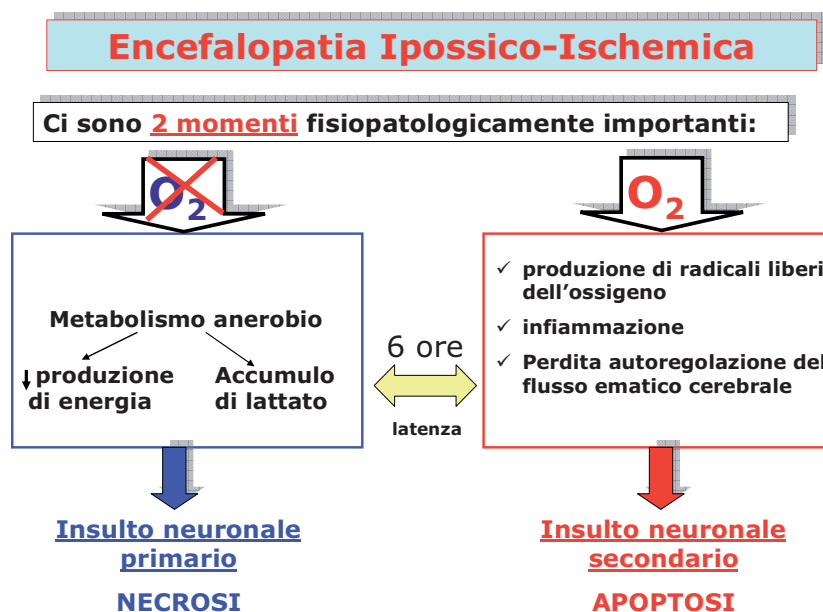 Encefalopatia Ipossico-Ischemica
Ci sono 2 momenti fisiopatologicamente importanti:
O2
O2
Metabolismo anerobio
↓produzione
di energia
Accumulo
di lattato
6 ore
latenza
✓ produzione di radicali liberi
dell'ossigeno
✓ infiammazione
✓ Perdita autoregolazione del
flusso ematico cerebrale
Insulto neuronale
primario
NECROSI
Insulto neuronale
secondario
APOPTOSI